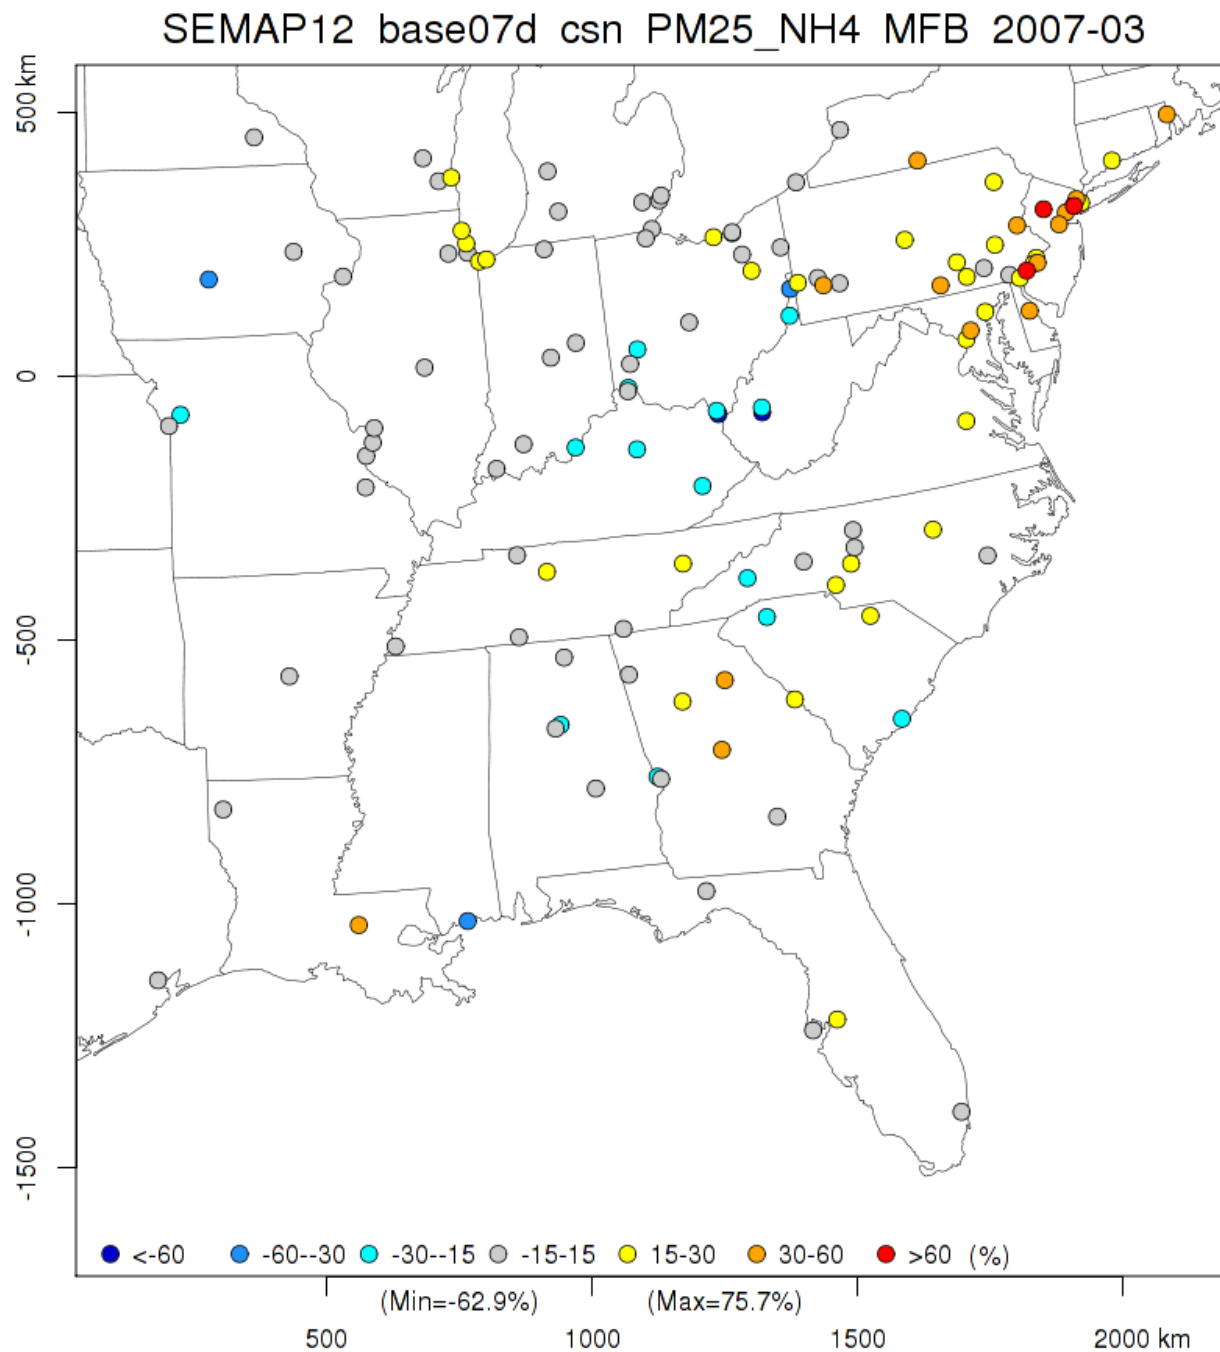 SEMAP12 base07d csn PM25_NH4 MFB 2007-03
500 km
0
-500
-1000
-1500
<-60 -60--30 -30--15 -15-15 15-30 30-60 >60 (%)
(Min=-62.9%) (Max=75.7%)
500 1000 1500 2000 km